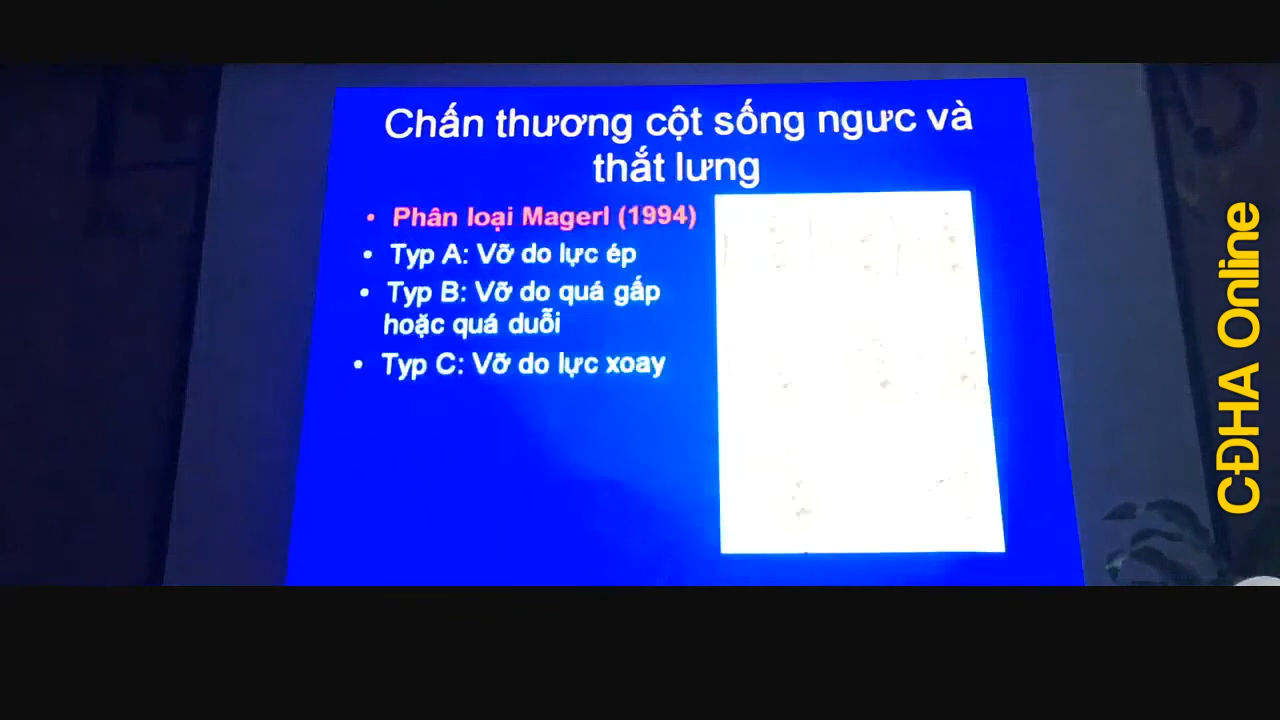 Chấn thương cột sống ngưc và
thắt lưng
• Phân loại Magerl (1994)
• Typ A: Vỡ do lực ép
• Typ B: Vỡ do quá gấp
hoặc quá duỗi
• Typ C: Vỡ do lực xoay
CĐHA Online